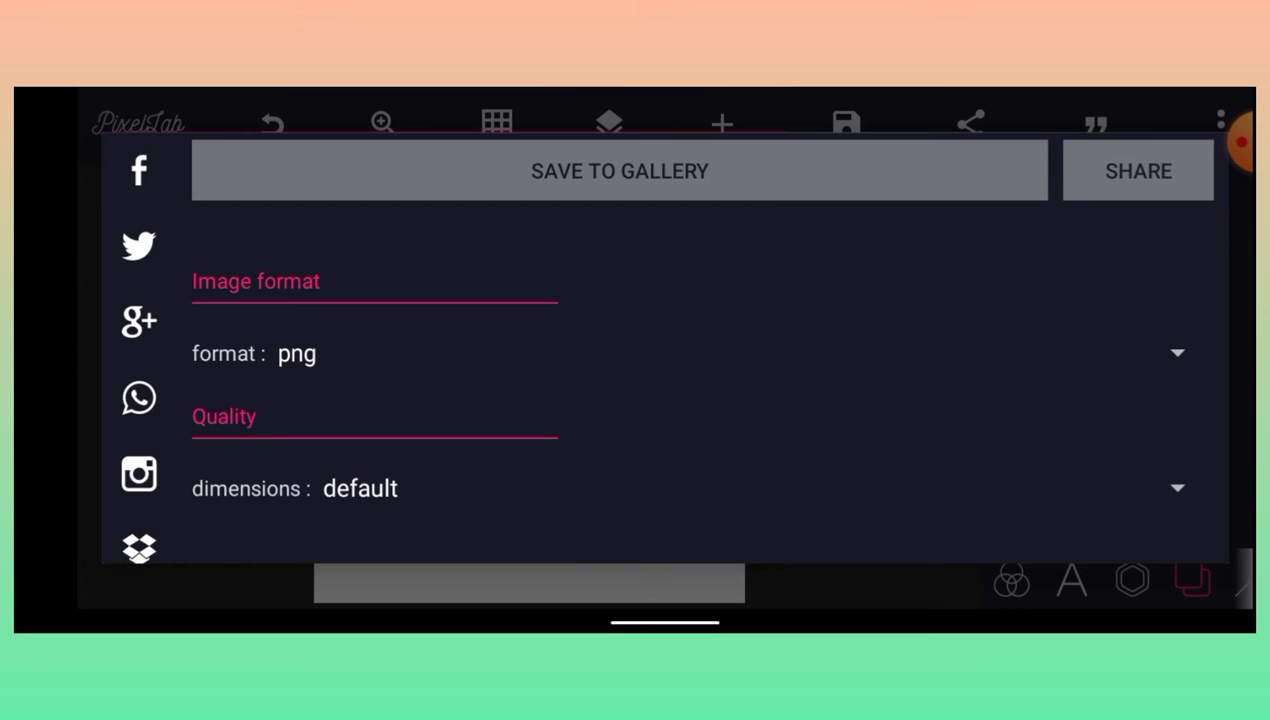 PixelLab
SAVE TO GALLERY
SHARE
Image format
format : png
Quality
dimensions : default